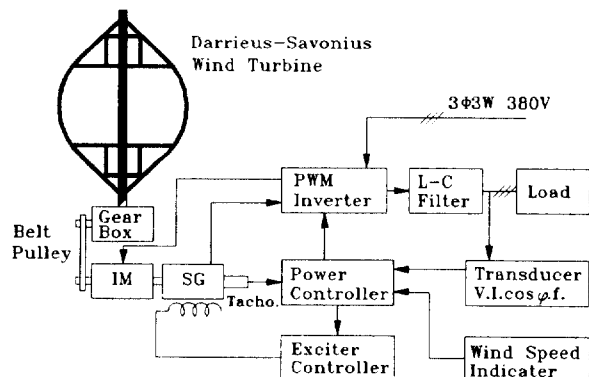 Darrieus-Savonius
Wind Turbine
3Φ3W 380V
PWM
Inverter
L-C
Filter
Load
Gear
Box
Belt
Pulley
IM
SG
Tacho.
Power
Controller
Transducer
V.I.cosφ.f.
Exciter
Controller
Wind Speed
Indicater